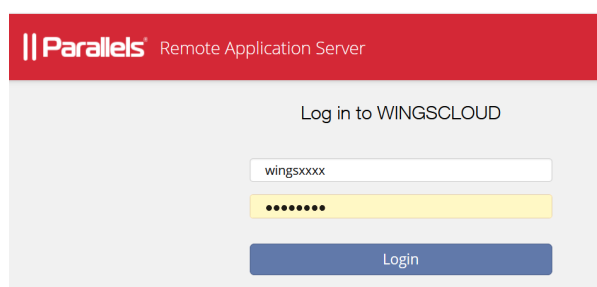 Parallels® Remote Application Server
Log in to WINGSCLOUD
wingsxxxx
••••••••
Login